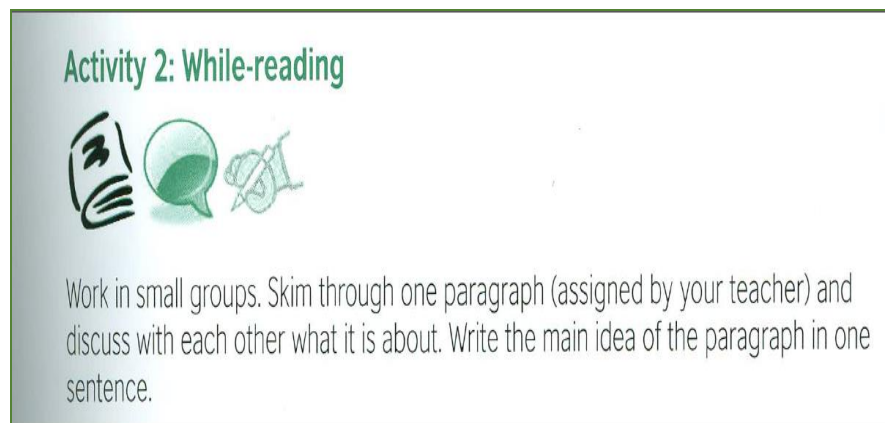 Activity 2: While-reading
Work in small groups. Skim through one paragraph (assigned by your teacher) and
discuss with each other what it is about. Write the main idea of the paragraph in one
sentence.